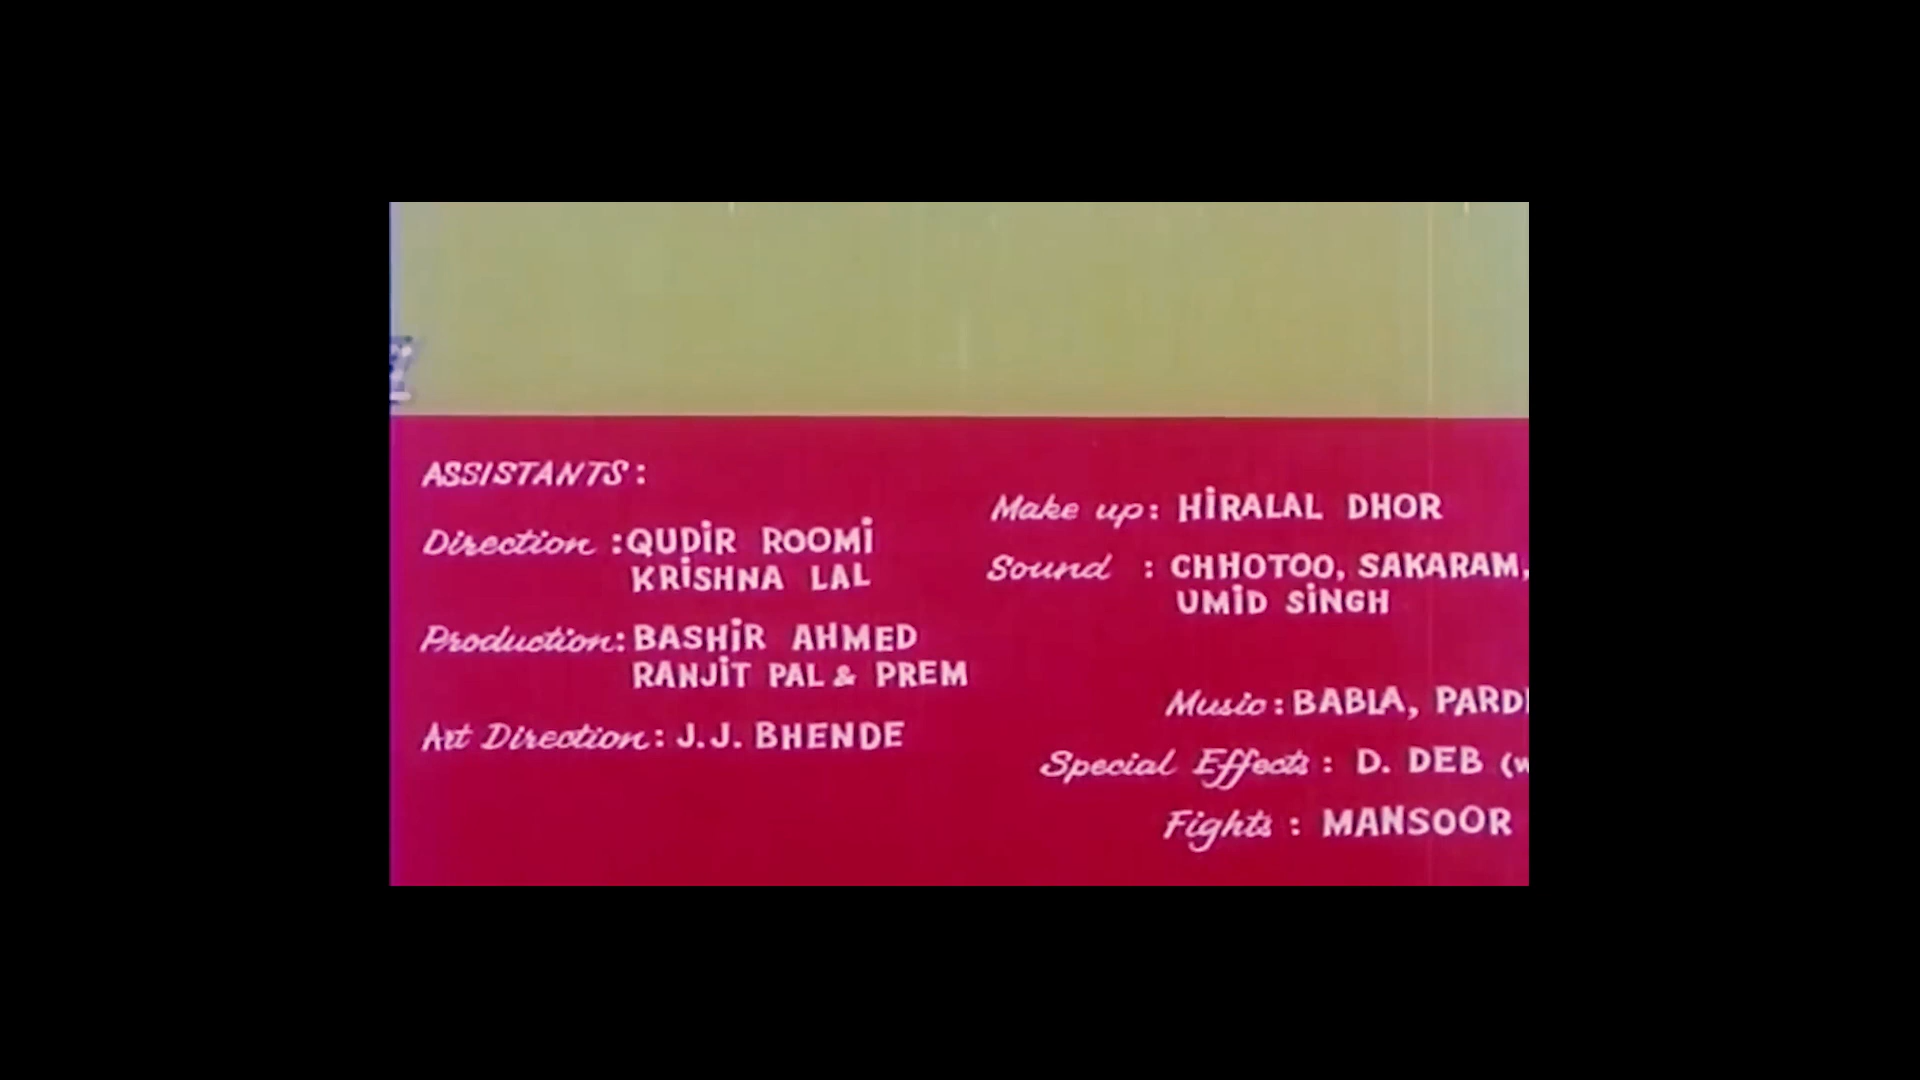 ASSISTANTS:
Direction : QUDIR ROOMI
KRISHNA LAL
Production: BASHIR AHMED
RANJIT PAL & PREM
Art Direction: J.J. BHENDE
Make up: HIRALAL DHOR
Sound : CHHOTOO, SAKARAM,
UMID SINGH
Music: BABLA,
Special Effects : D. DEB
Fights : MANSOOR